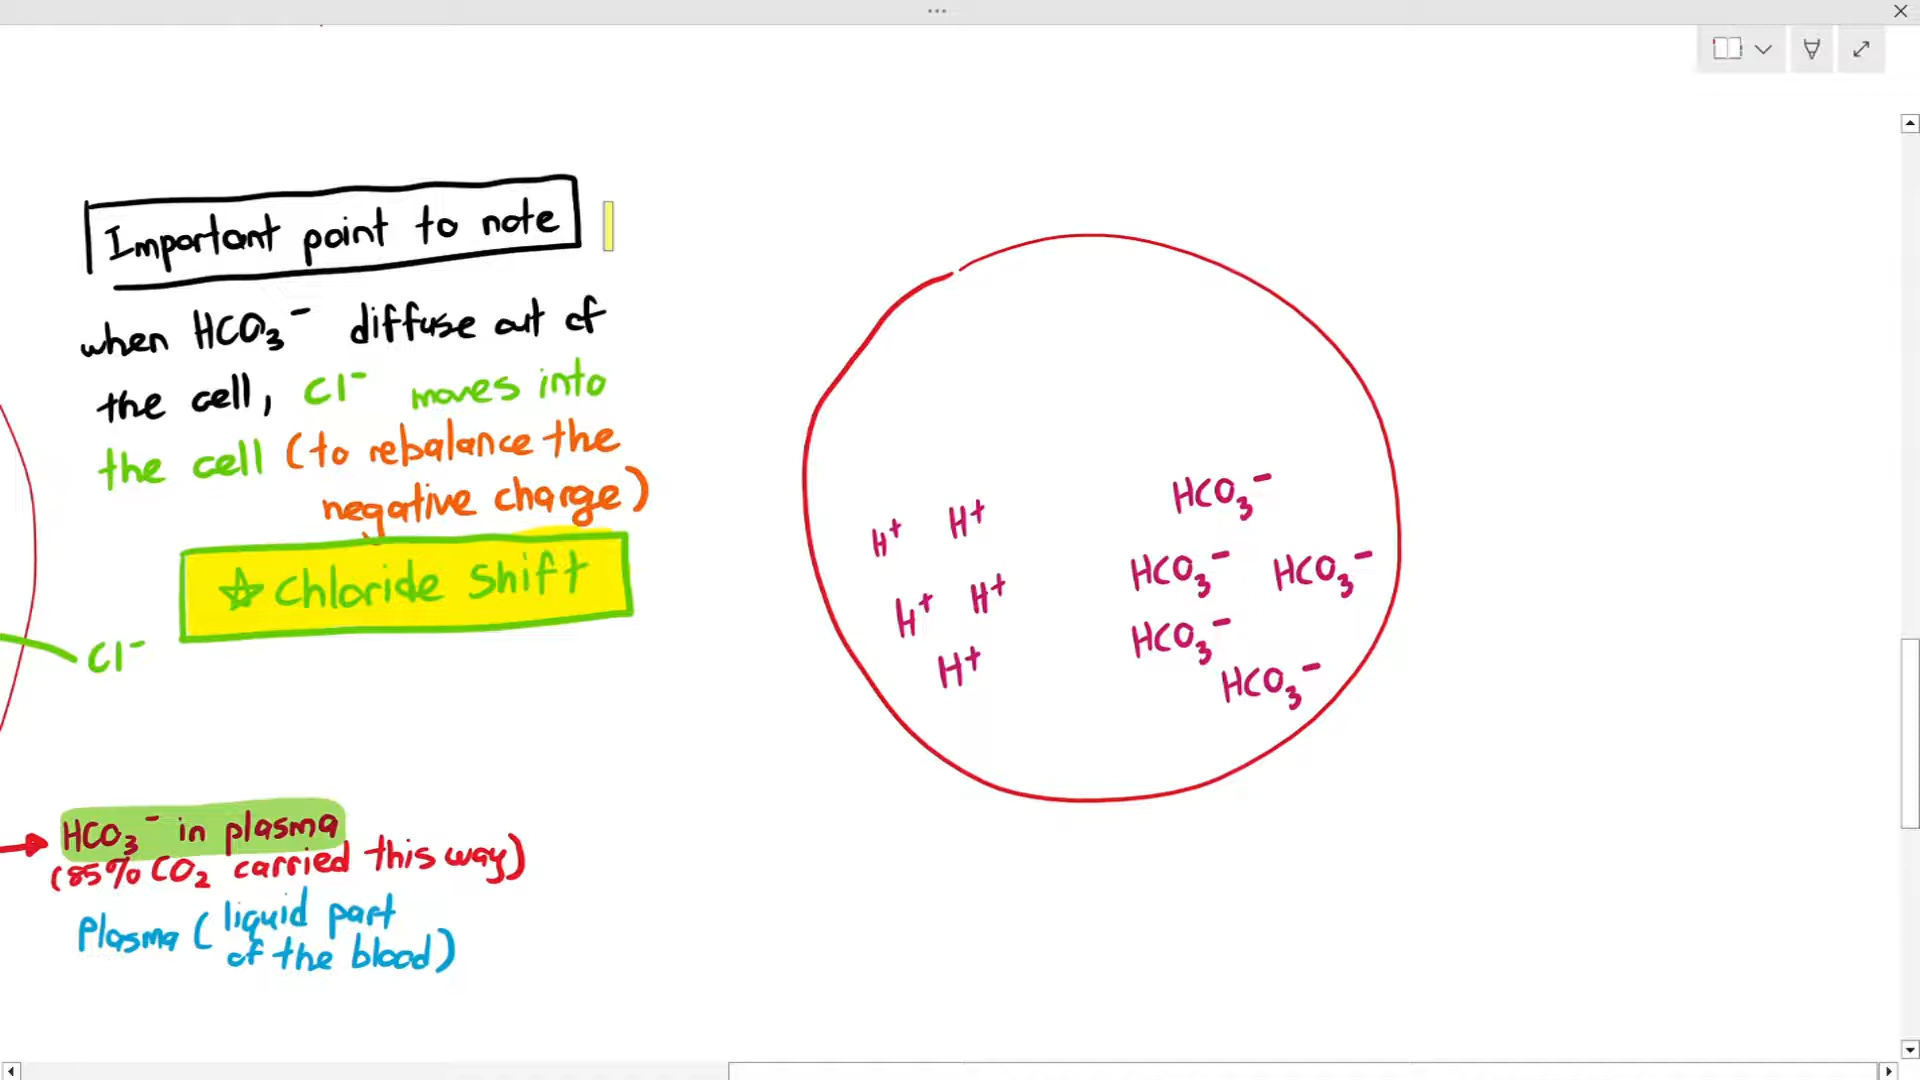 Important point to note
when HCO₃⁻ diffuse out of
the cell, Cl⁻ moves into
the cell (to rebalance the
negative charge)
☆ Chloride Shift
Cl⁻
HCO₃⁻ in plasma
(85% CO₂ carried this way)
Plasma (liquid part
of the blood)
HCO₃⁻
H⁺ H⁺
HCO₃⁻ HCO₃⁻
H⁺ H⁺
HCO₃⁻
H⁺
HCO₃⁻